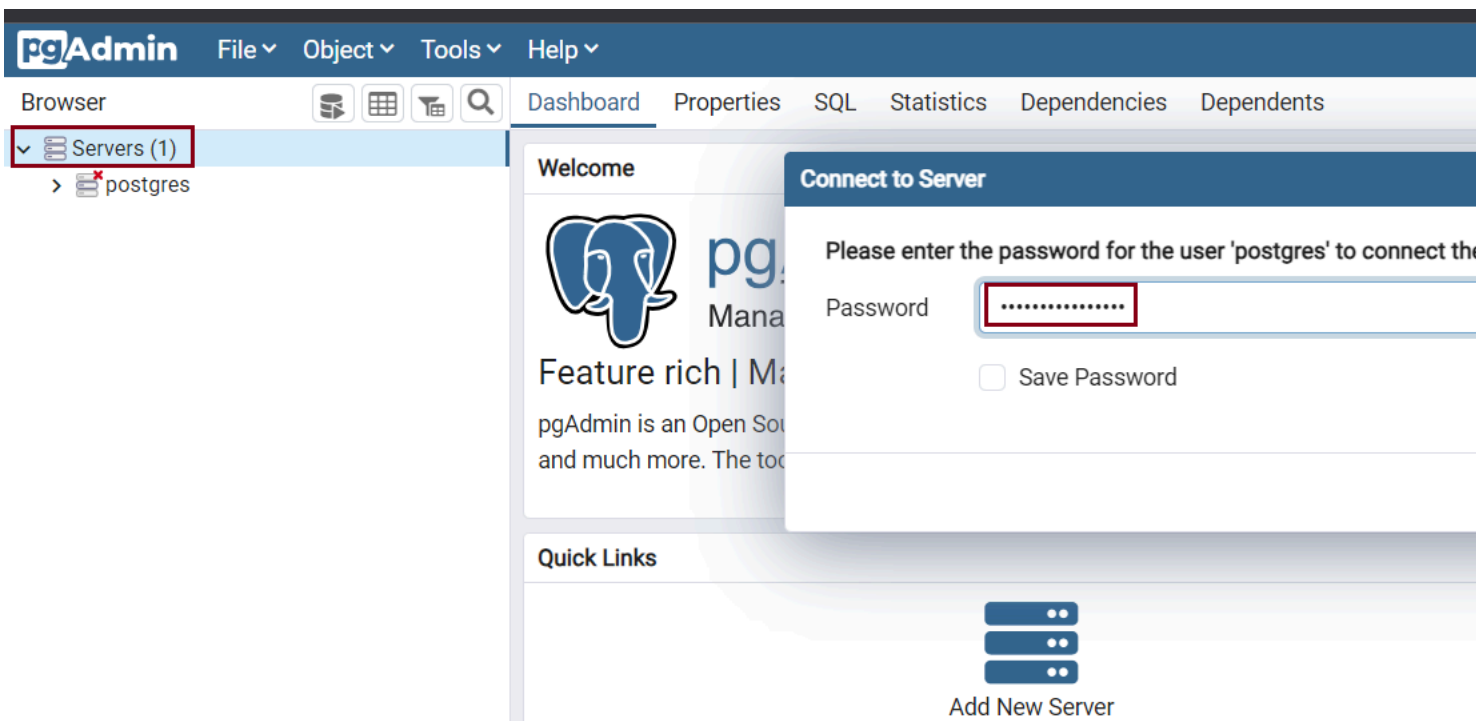 pgAdmin File Object Tools Help
Browser Dashboard Properties SQL Statistics Dependencies Dependents
Servers (1)
postgres
Welcome
Connect to Server
Please enter the password for the user 'postgres' to connect the
Password ••••••••••••••••
Save Password
pg
Mana
Feature rich | Ma
pgAdmin is an Open Sou
and much more. The too
Quick Links
Add New Server